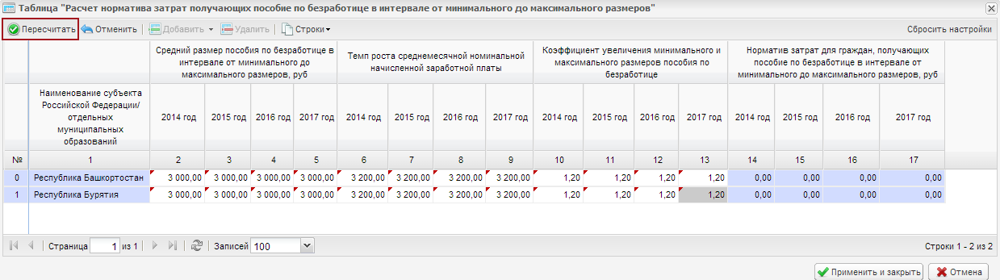 Таблица "Расчет норматива затрат получающих пособие по безработице в интервале от минимального до максимального размеров"
Пересчитать Отменить Добавить Удалить Строки Сбросить настройки
Средний размер пособия по безработице в интервале от минимального до максимального размеров, руб
Темп роста среднемесячной номинальной начисленной заработной платы
Коэффициент увеличения минимального и максимального размеров пособия по безработице
Норматив затрат для граждан, получающих пособие по безработице в интервале от минимального до максимального размеров, руб
Наименование субъекта
Российской Федерации/
отдельных
муниципальных
образований
2014 год 2015 год 2016 год 2017 год 2014 год 2015 год 2016 год 2017 год 2014 год 2015 год 2016 год 2017 год 2014 год 2015 год 2016 год 2017 год
№ 1 2 3 4 5 6 7 8 9 10 11 12 13 14 15 16 17
0 Республика Башкортостан 3 000,00 3 000,00 3 000,00 3 000,00 3 200,00 3 200,00 3 200,00 3 200,00 1,20 1,20 1,20 1,20 0,00 0,00 0,00 0,00
1 Республика Бурятия 3 000,00 3 000,00 3 000,00 3 000,00 3 200,00 3 200,00 3 200,00 3 200,00 1,20 1,20 1,20 1,20 0,00 0,00 0,00 0,00
Страница 1 из 1 Записей 100 Строки 1 - 2 из 2
Применить и закрыть Отмена